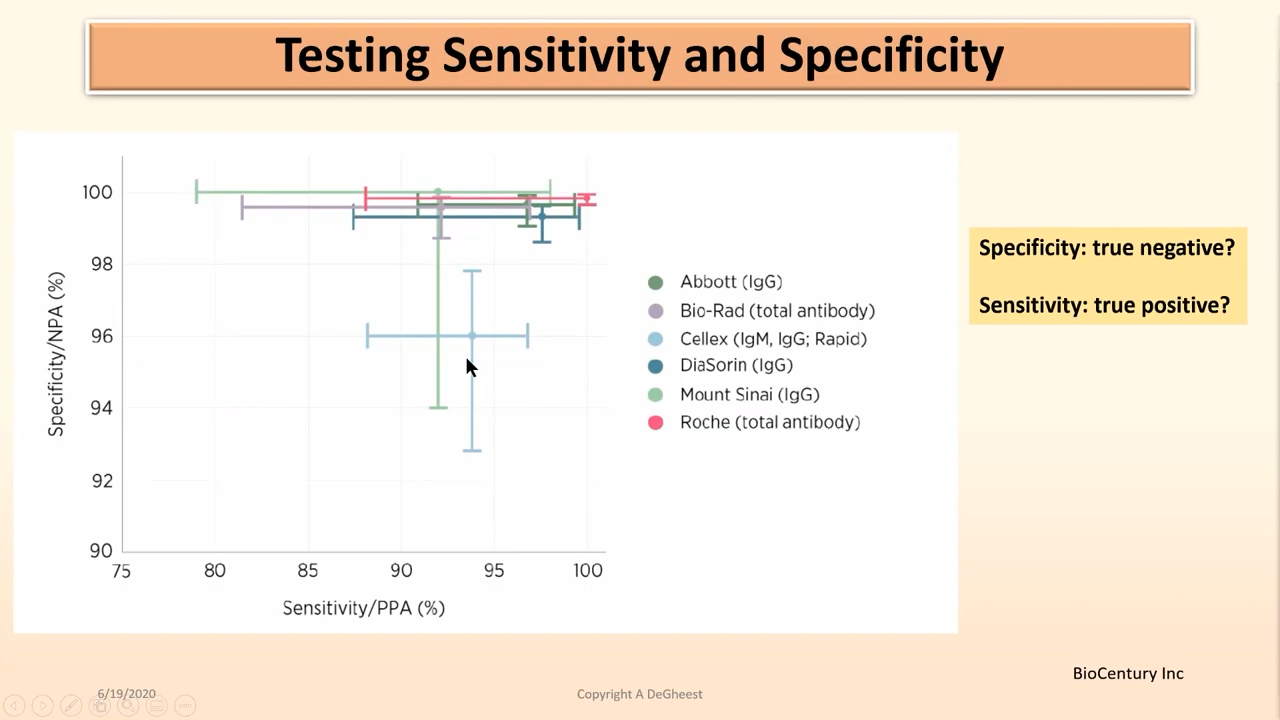 Testing Sensitivity and Specificity
100
98
96
94
92
90
75 80 85 90 95 100
Specificity/NPA (%)
Sensitivity/PPA (%)
Abbott (IgG)
Bio-Rad (total antibody)
Cellex (IgM, IgG; Rapid)
DiaSorin (IgG)
Mount Sinai (IgG)
Roche (total antibody)
Specificity: true negative?
Sensitivity: true positive?
BioCentury Inc
6/19/2020
Copyright A DeGheest